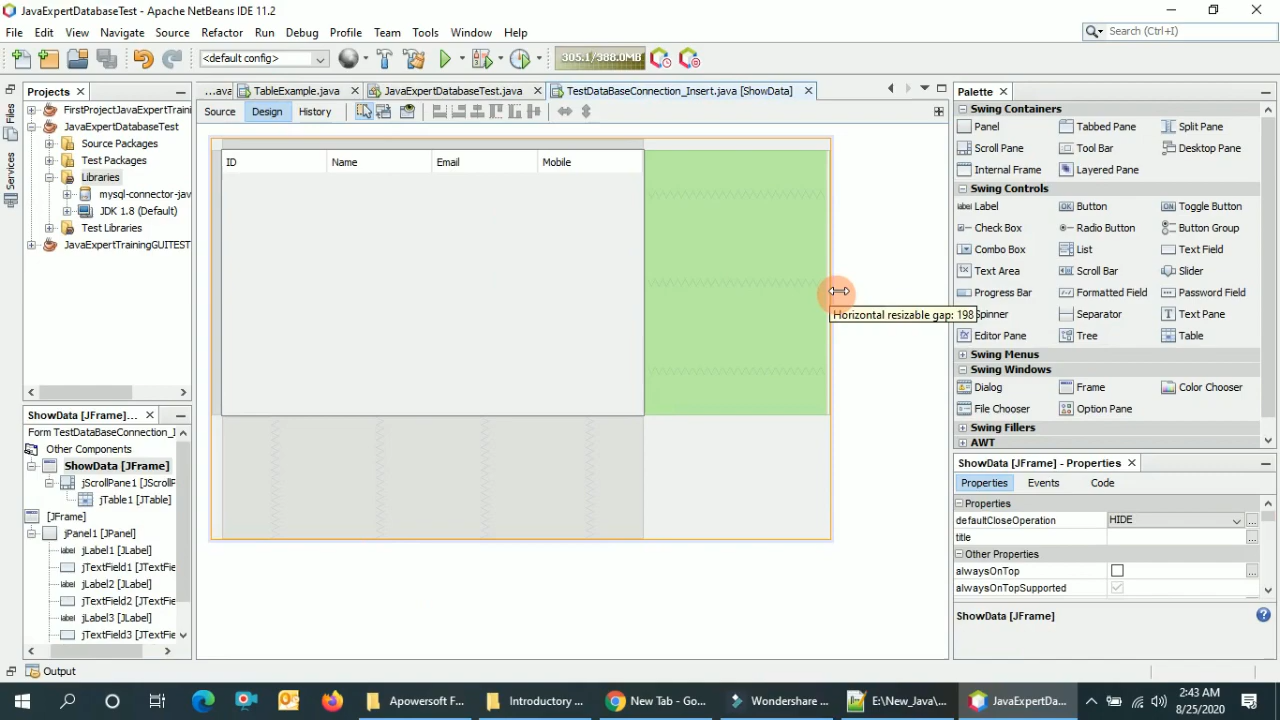 JavaExpertDatabaseTest - Apache NetBeans IDE 11.2
File Edit View Navigate Source Refactor Run Debug Profile Team Tools Window Help
Search (Ctrl+I)
<default config>
305.1/388.0MB
Projects
...ava TableExample.java JavaExpertDatabaseTest.java TestDataBaseConnection_Insert.java [ShowData]
Source Design History
Files
Services
FirstProjectJavaExpertTrai
JavaExpertDatabaseTest
Source Packages
Test Packages
Libraries
mysql-connector-jav
JDK 1.8 (Default)
Test Libraries
JavaExpertTrainingGUITEST
ID Name Email Mobile
Horizontal resizable gap: 198
Palette
Swing Containers
Panel Tabbed Pane Split Pane
Scroll Pane Tool Bar Desktop Pane
Internal Frame Layered Pane
Swing Controls
Label Button Toggle Button
Check Box Radio Button Button Group
Combo Box List Text Field
Text Area Scroll Bar Slider
Progress Bar Formatted Field Password Field
Spinner Separator Text Pane
Editor Pane Tree Table
Swing Menus
Swing Windows
Dialog Frame Color Chooser
File Chooser Option Pane
Swing Fillers
AWT
ShowData [JFrame]...
Form TestDataBaseConnection_I
Other Components
ShowData [JFrame]
jScrollPane1 [JScrollP
jTable1 [JTable]
[JFrame]
jPanel1 [JPanel]
jLabel1 [JLabel]
jTextField1 [JTextFie
jLabel2 [JLabel]
jTextField2 [JTextFie
jLabel3 [JLabel]
jTextField3 [JTextFie
ShowData [JFrame] - Properties
Properties Events Code
Properties
defaultCloseOperation HIDE
title
Other Properties
alwaysOnTop
alwaysOnTopSupported
ShowData [JFrame]
Output
Apowersoft F... Introductory ... New Tab - Go... Wondershare ... E:\New_Java\... JavaExpertDa...
2:43 AM
8/25/2020